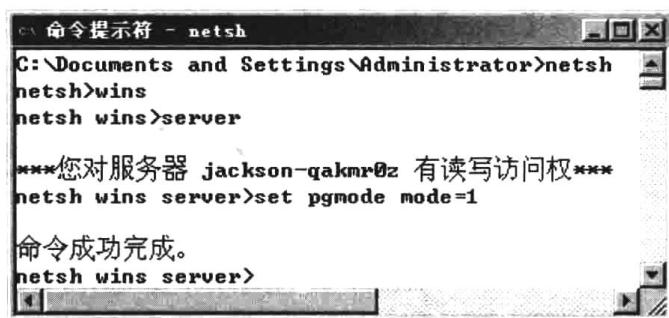 命令提示符 - netsh
C:\Documents and Settings\Administrator>netsh
netsh>wins
netsh wins>server
***您对服务器 jackson-qakmr0z 有读写访问权***
netsh wins server>set pgmode mode=1
命令成功完成。
netsh wins server>